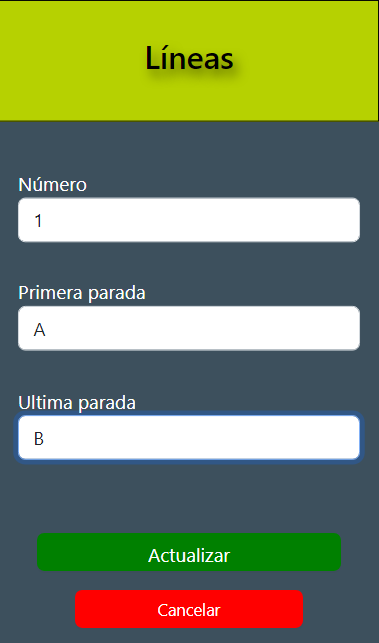 Líneas
Número
1
Primera parada
A
Ultima parada
B
Actualizar
Cancelar